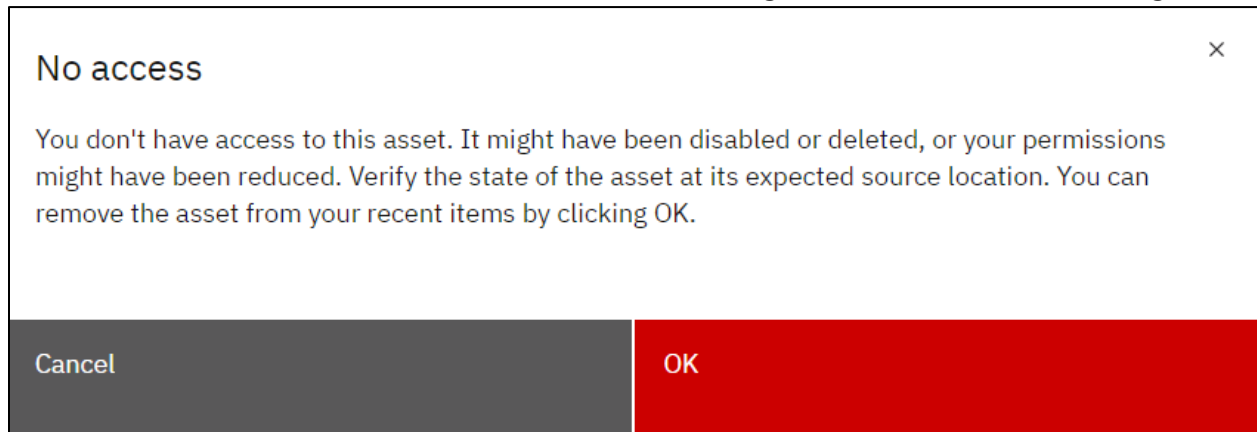 No access
You don't have access to this asset. It might have been disabled or deleted, or your permissions
might have been reduced. Verify the state of the asset at its expected source location. You can
remove the asset from your recent items by clicking OK.
Cancel
OK